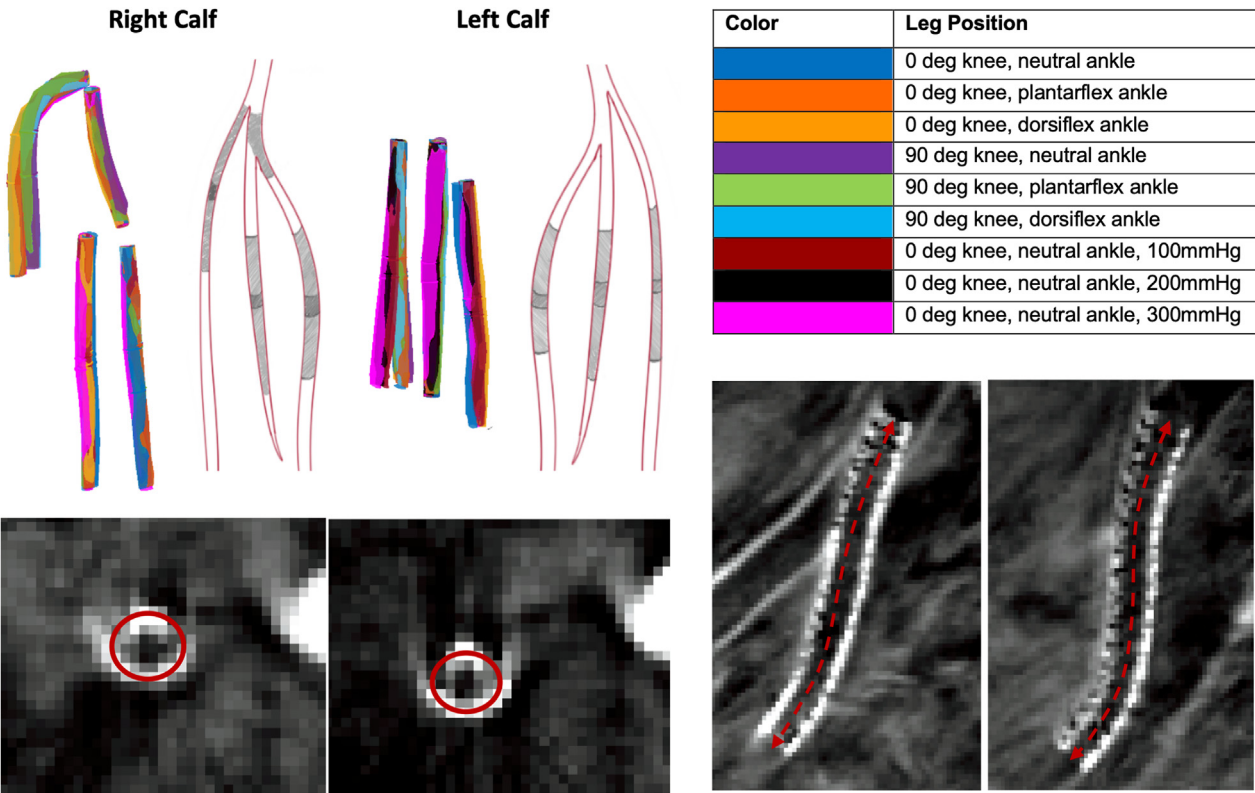 Right Calf
Left Calf
Color Leg Position
0 deg knee, neutral ankle
0 deg knee, plantarflex ankle
0 deg knee, dorsiflex ankle
90 deg knee, neutral ankle
90 deg knee, plantarflex ankle
90 deg knee, dorsiflex ankle
0 deg knee, neutral ankle, 100mmHg
0 deg knee, neutral ankle, 200mmHg
0 deg knee, neutral ankle, 300mmHg